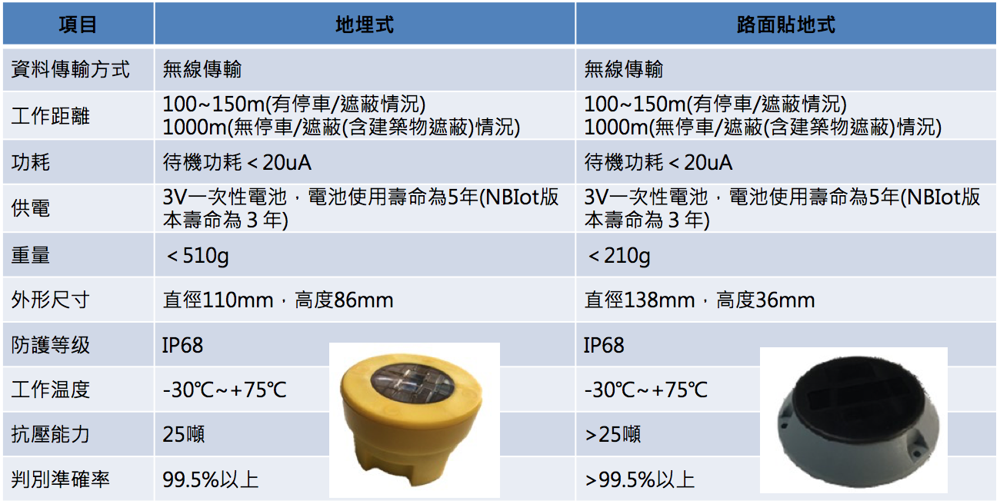 項目 地埋式 路面貼地式
資料傳輸方式 無線傳輸 無線傳輸
工作距離 100~150m(有停車/遮蔽情況) 100~150m(有停車/遮蔽情況)
1000m(無停車/遮蔽(含建築物遮蔽)情況) 1000m(無停車/遮蔽(含建築物遮蔽)情況)
功耗 待機功耗＜20uA 待機功耗＜20uA
供電 3V一次性電池，電池使用壽命為5年(NBIot版 3V一次性電池，電池使用壽命為5年(NBIot版
本壽命為３年) 本壽命為３年)
重量 ＜510g ＜210g
外形尺寸 直徑110mm，高度86mm 直徑138mm，高度36mm
防護等级 IP68 IP68
工作温度 -30℃~+75℃ -30℃~+75℃
抗壓能力 25噸 >25噸
判別準確率 99.5%以上 >99.5%以上